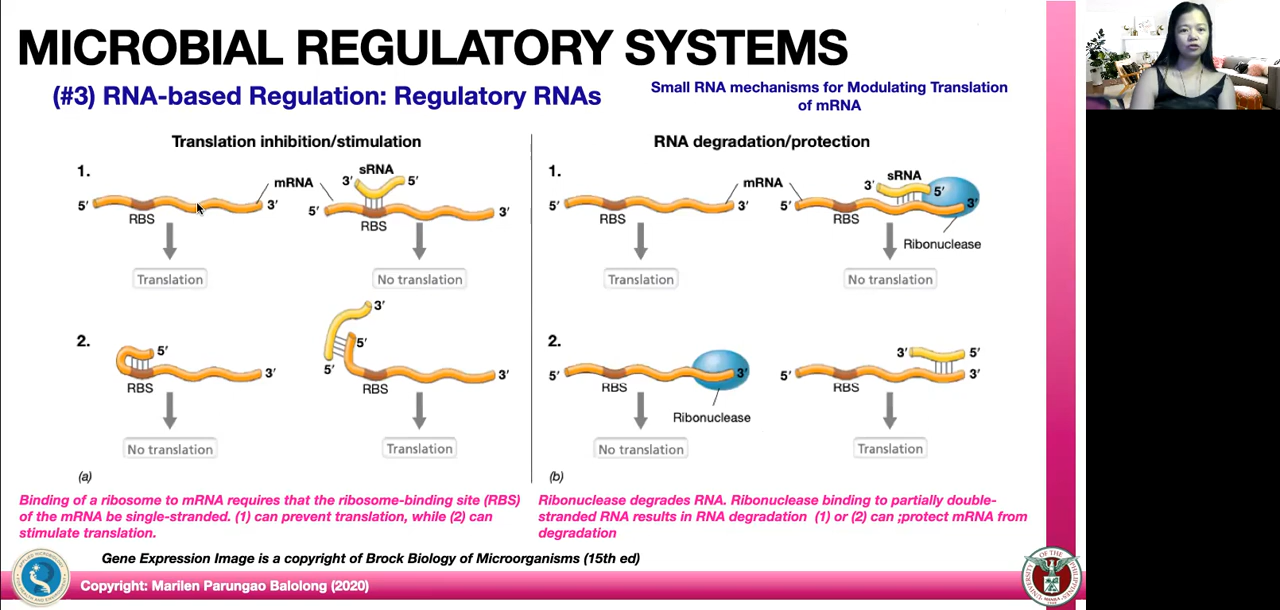 MICROBIAL REGULATORY SYSTEMS
(#3) RNA-based Regulation: Regulatory RNAs
Small RNA mechanisms for Modulating Translation
of mRNA
Translation inhibition/stimulation
1.
5′
RBS
3′
mRNA
Translation
sRNA
3′
5′
5′
RBS
3′
No translation
2.
5′
RBS
3′
No translation
3′
5′
5′
RBS
3′
Translation
(a)
RNA degradation/protection
1.
5′
RBS
3′
mRNA
Translation
sRNA
3′
5′
5′
RBS
3′
Ribonuclease
No translation
2.
5′
RBS
3′
Ribonuclease
No translation
3′
5′
5′
RBS
3′
Translation
(b)
Binding of a ribosome to mRNA requires that the ribosome-binding site (RBS)
of the mRNA be single-stranded. (1) can prevent translation, while (2) can
stimulate translation.
Ribonuclease degrades RNA. Ribonuclease binding to partially double-
stranded RNA results in RNA degradation (1) or (2) can ;protect mRNA from
degradation
Gene Expression Image is a copyright of Brock Biology of Microorganisms (15th ed)
Copyright: Marilen Parungao Balolong (2020)